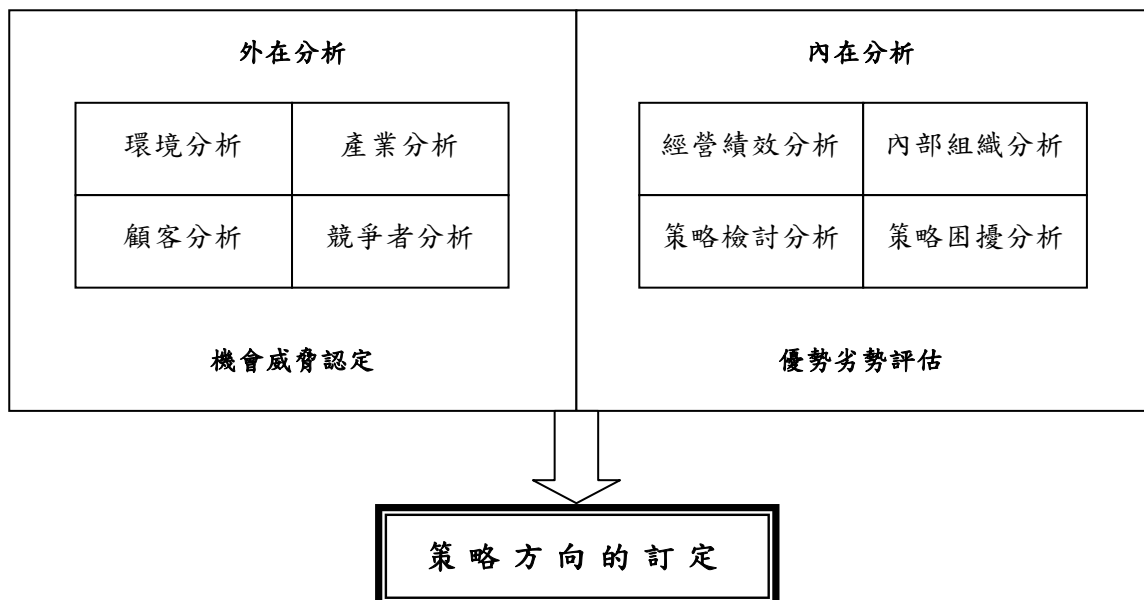 外在分析
環境分析 產業分析
顧客分析 競爭者分析
機會威脅認定
內在分析
經營績效分析 內部組織分析
策略檢討分析 策略困擾分析
優勢劣勢評估
策略方向的訂定